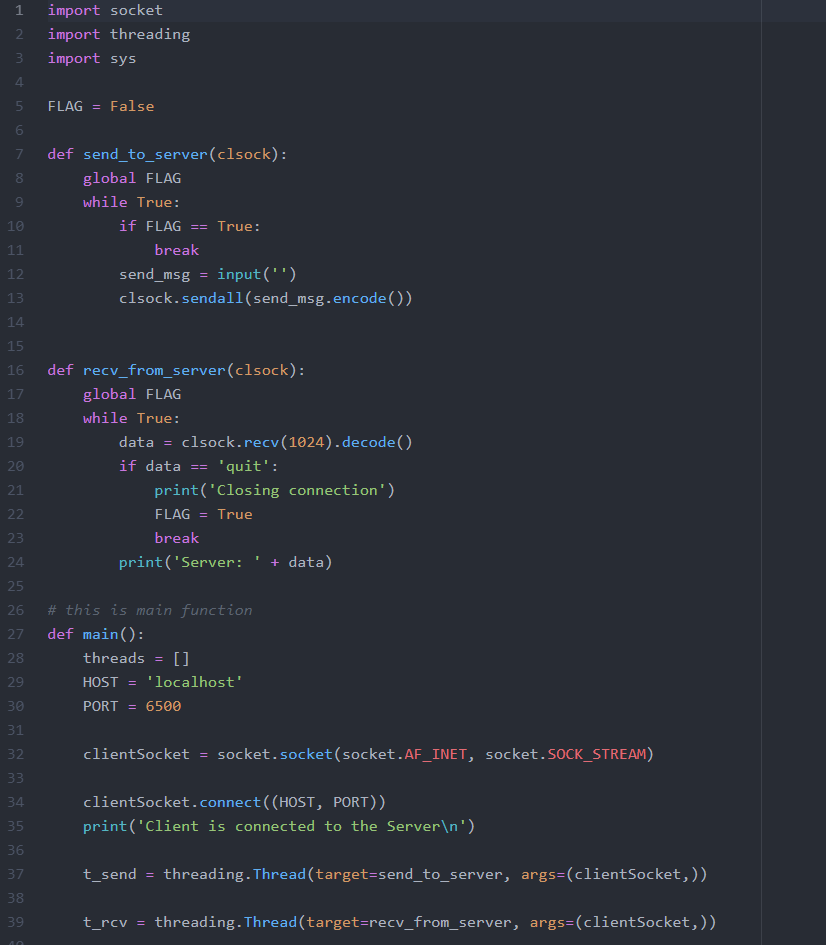 1 import socket
2 import threading
3 import sys
4
5 FLAG = False
6
7 def send_to_server(clsock):
8     global FLAG
9     while True:
10         if FLAG == True:
11             break
12         send_msg = input('')
13         clsock.sendall(send_msg.encode())
14
15
16 def recv_from_server(clsock):
17     global FLAG
18     while True:
19         data = clsock.recv(1024).decode()
20         if data == 'quit':
21             print('Closing connection')
22             FLAG = True
23             break
24         print('Server: ' + data)
25
26 # this is main function
27 def main():
28     threads = []
29     HOST = 'localhost'
30     PORT = 6500
31
32     clientSocket = socket.socket(socket.AF_INET, socket.SOCK_STREAM)
33
34     clientSocket.connect((HOST, PORT))
35     print('Client is connected to the Server\n')
36
37     t_send = threading.Thread(target=send_to_server, args=(clientSocket,))
38
39     t_rcv = threading.Thread(target=recv_from_server, args=(clientSocket,))